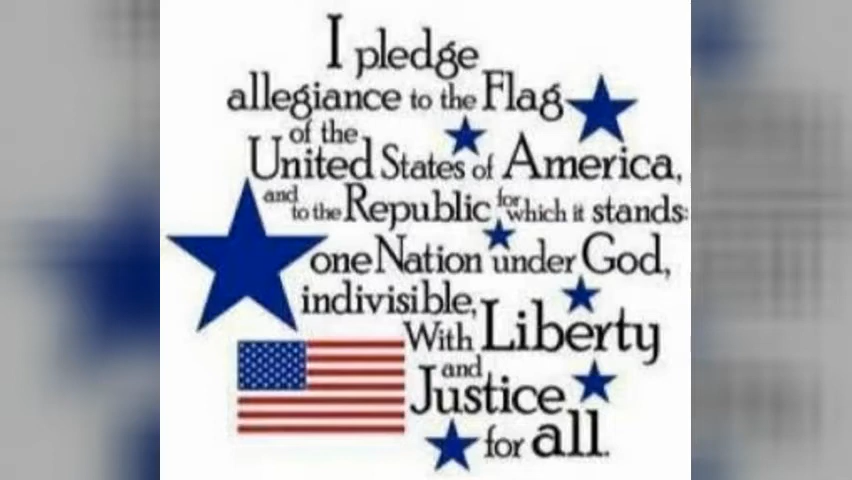 I pledge
allegiance to the Flag
of the
United States of America,
and to the Republic for which it stands:
one Nation under God,
indivisible,
With Liberty
and
Justice
for all.